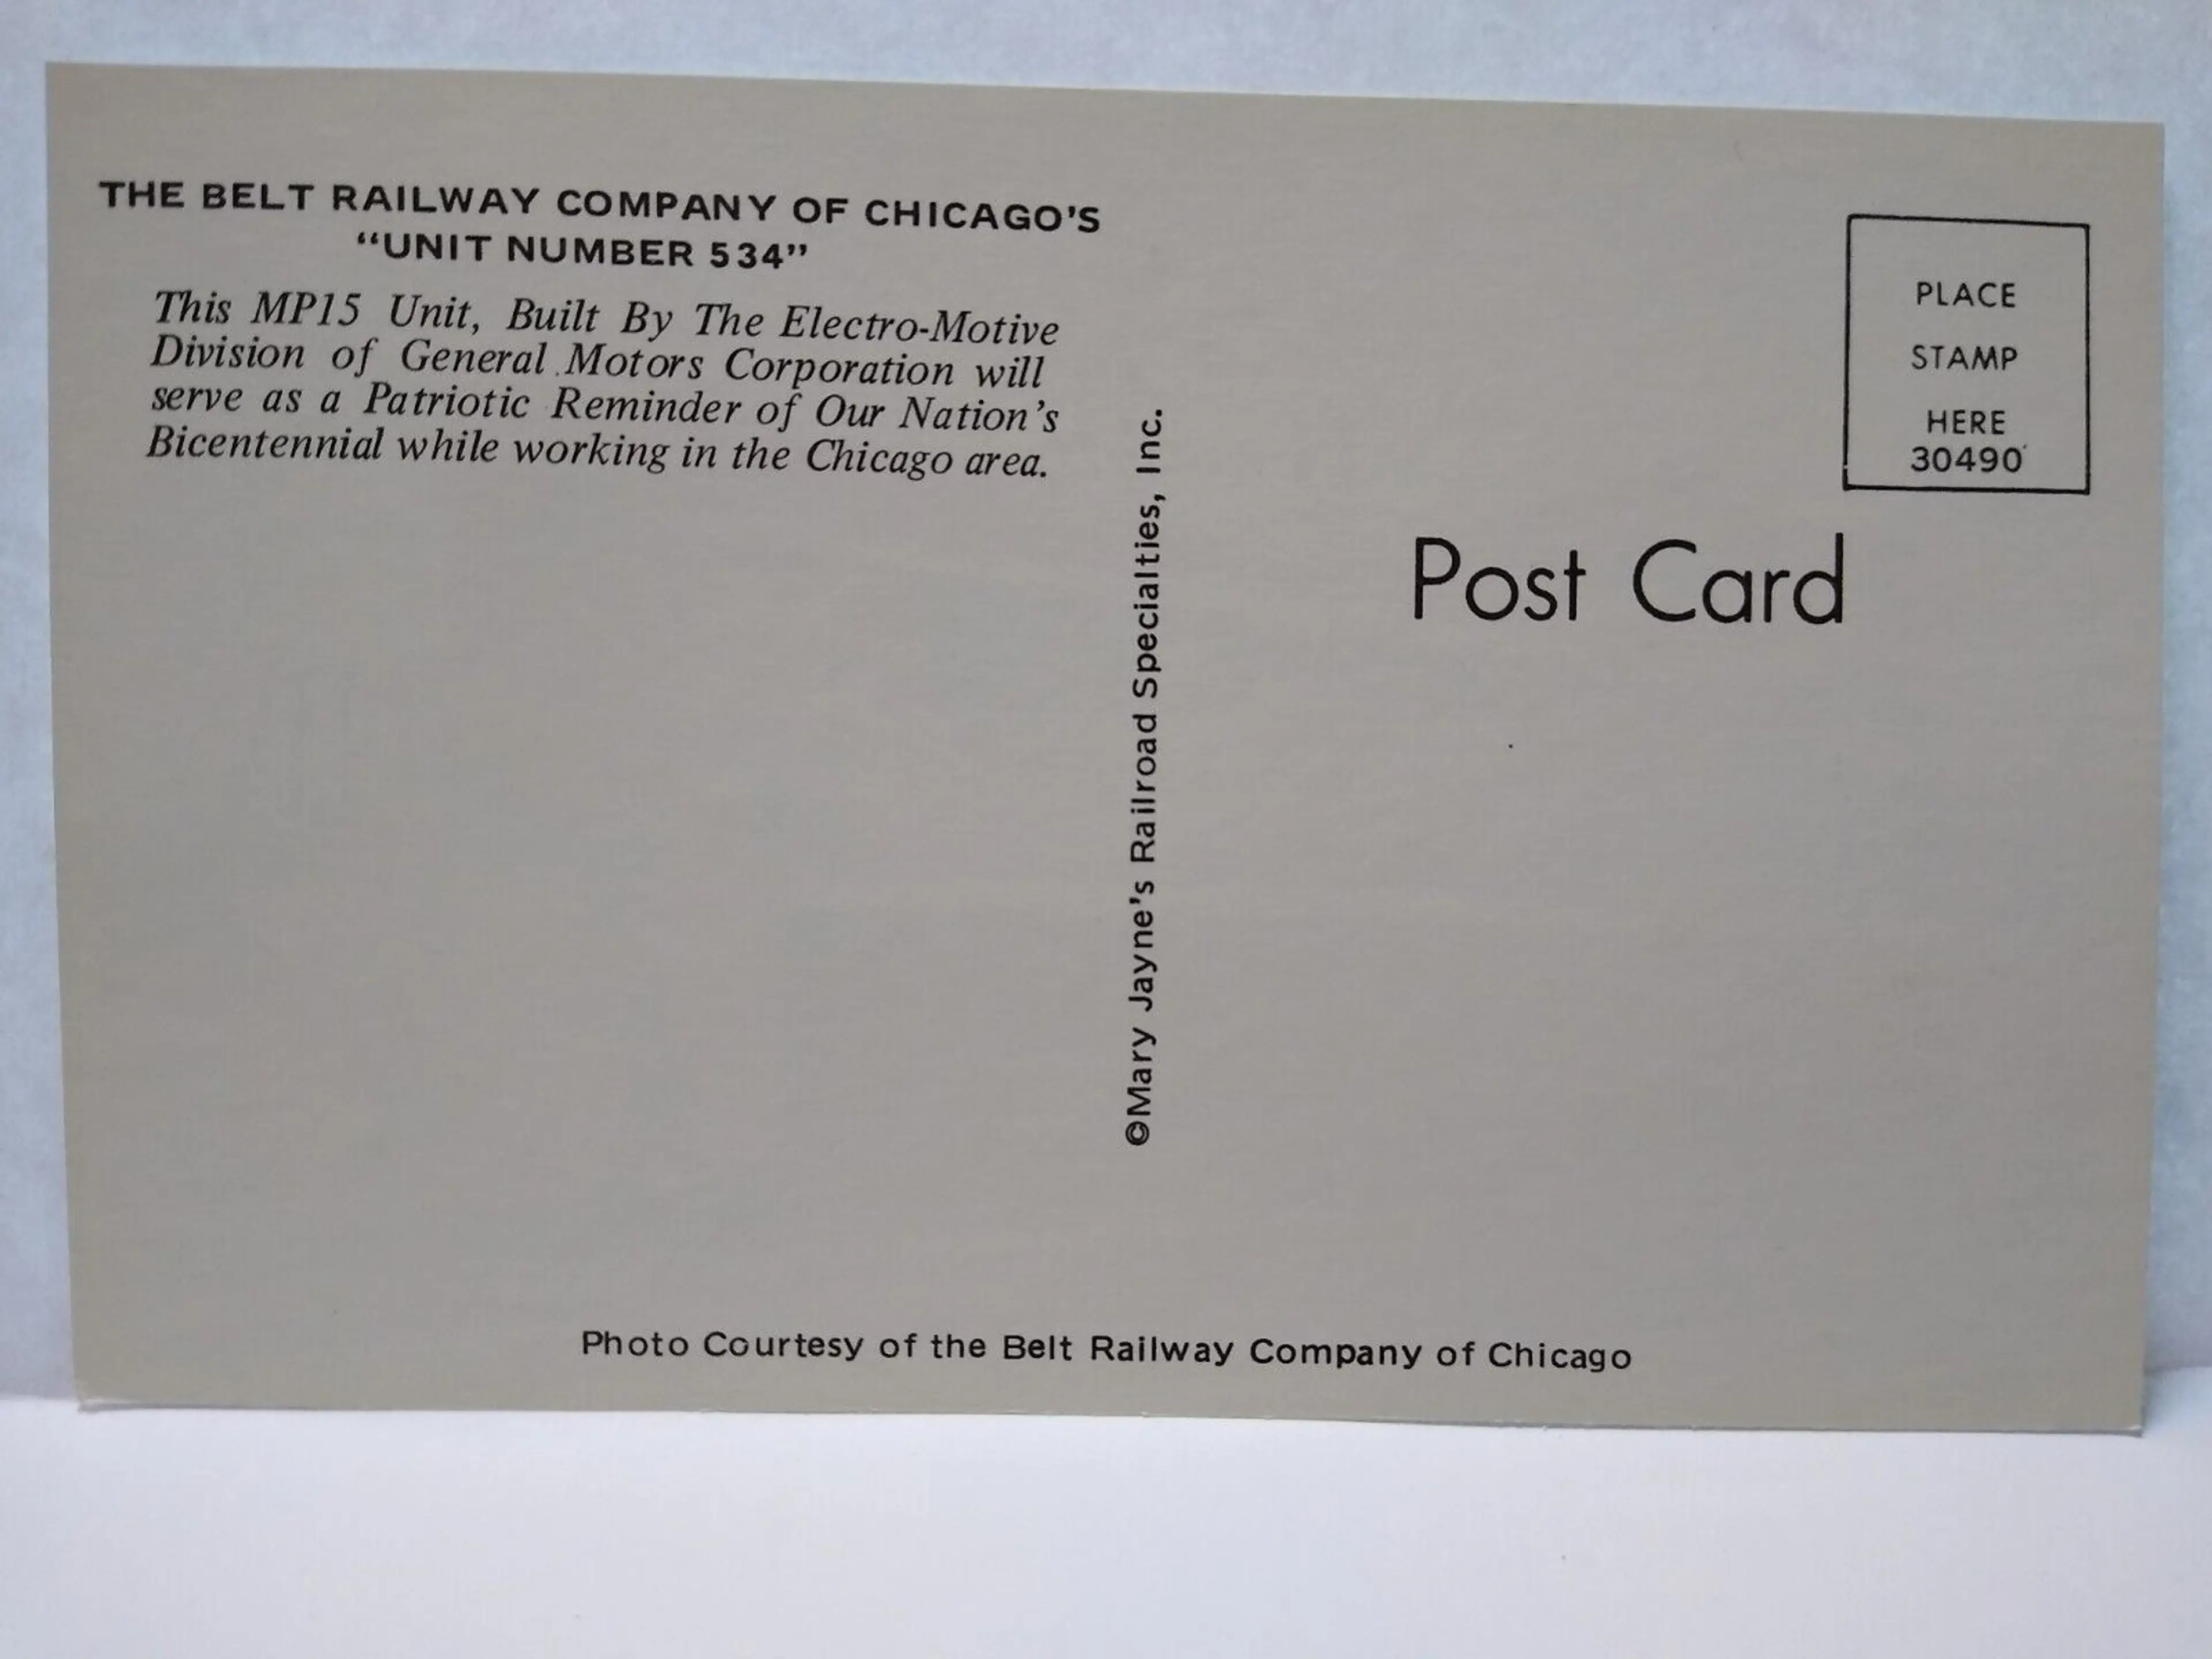 THE BELT RAILWAY COMPANY OF CHICAGO'S
“UNIT NUMBER 534”
This MP15 Unit, Built By The Electro-Motive
Division of General Motors Corporation will
serve as a Patriotic Reminder of Our Nation's
Bicentennial while working in the Chicago area.
©Mary Jayne's Railroad Specialties, Inc.
PLACE
STAMP
HERE
30490
Post Card
Photo Courtesy of the Belt Railway Company of Chicago